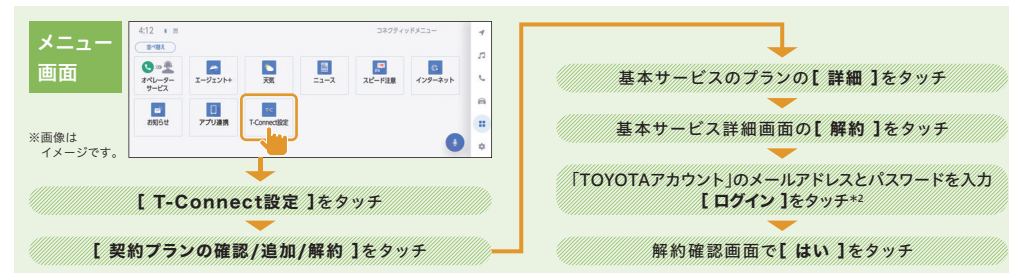 メニュー
画面
※画像は
イメージです。
4:12
コネクティッドメニュー
並べ替え
オペレーター
サービス
エージェント+
天気
ニュース
スピード注意
インターネット
お知らせ
アプリ連携
T-C
T-Connect設定
[ T-Connect設定 ]をタッチ
[ 契約プランの確認/追加/解約 ]をタッチ
基本サービスのプランの[ 詳細 ]をタッチ
基本サービス詳細画面の[ 解約 ]をタッチ
「TOYOTAアカウント」のメールアドレスとパスワードを入力
[ ログイン ]をタッチ*2
解約確認画面で[ はい ]をタッチ